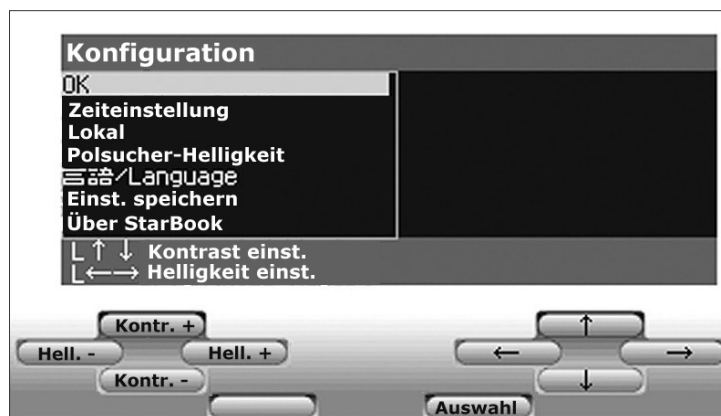 Konfiguration
OK
Zeiteinstellung
Lokal
Polsucher-Helligkeit
言語/Language
Einst. speichern
Über StarBook
L ↑ ↓ Kontrast einst.
L ← → Helligkeit einst.
Kontr. +
Hell. - Hell. +
Kontr. -
↑
← →
↓
Auswahl